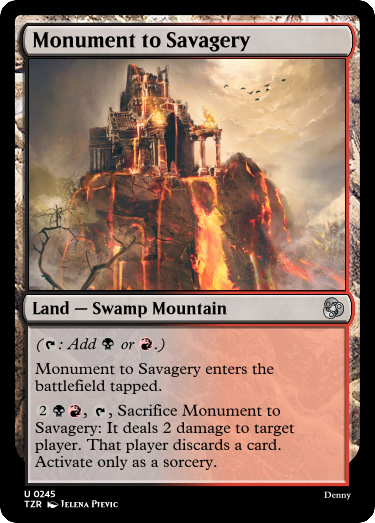 Monument to Savagery
Land — Swamp Mountain
(: Add or .)
Monument to Savagery enters the
battlefield tapped.
2, , Sacrifice Monument to
Savagery: It deals 2 damage to target
player. That player discards a card.
Activate only as a sorcery.
U 0245
Denny
TZR Jelena Pjevic